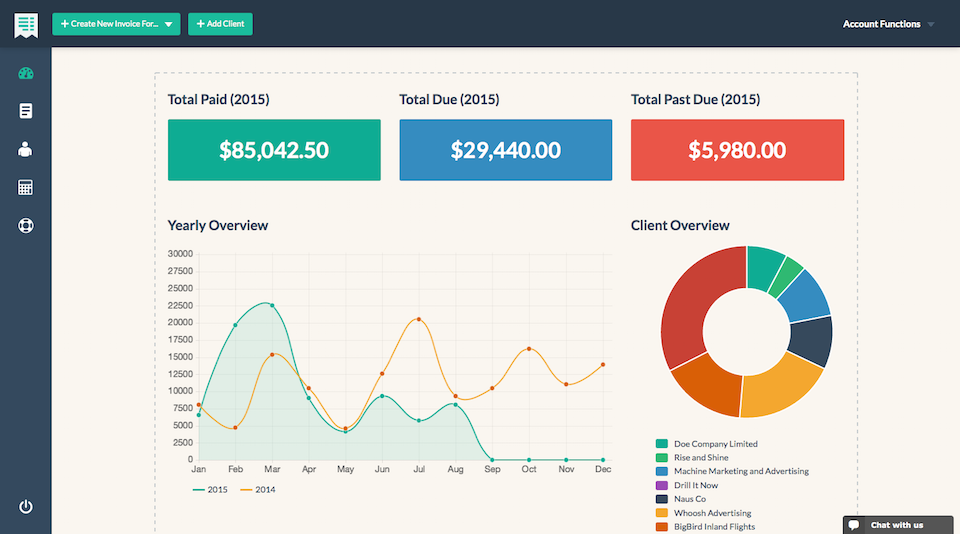 + Create New Invoice For...
+ Add Client
Account Functions
Total Paid (2015)
Total Due (2015)
Total Past Due (2015)
$85,042.50
$29,440.00
$5,980.00
Yearly Overview
Client Overview
30000
27500
25000
22500
20000
17500
15000
12500
10000
7500
5000
2500
0
Jan Feb Mar Apr May Jun Jul Aug Sep Oct Nov Dec
2015 2014
Doe Company Limited
Rise and Shine
Machine Marketing and Advertising
Drill It Now
Naus Co
Whoosh Advertising
BigBird Inland Flights
Chat with us